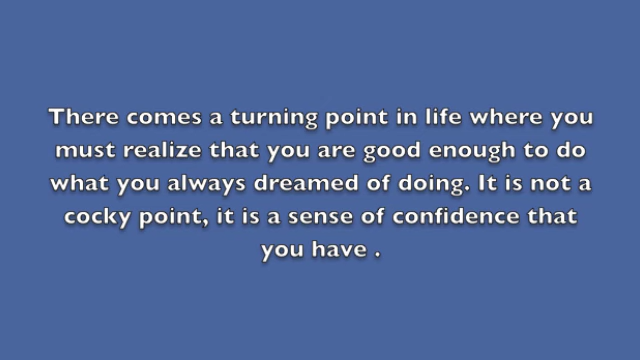 There comes a turning point in life where you
must realize that you are good enough to do
what you always dreamed of doing. It is not a
cocky point, it is a sense of confidence that
you have .